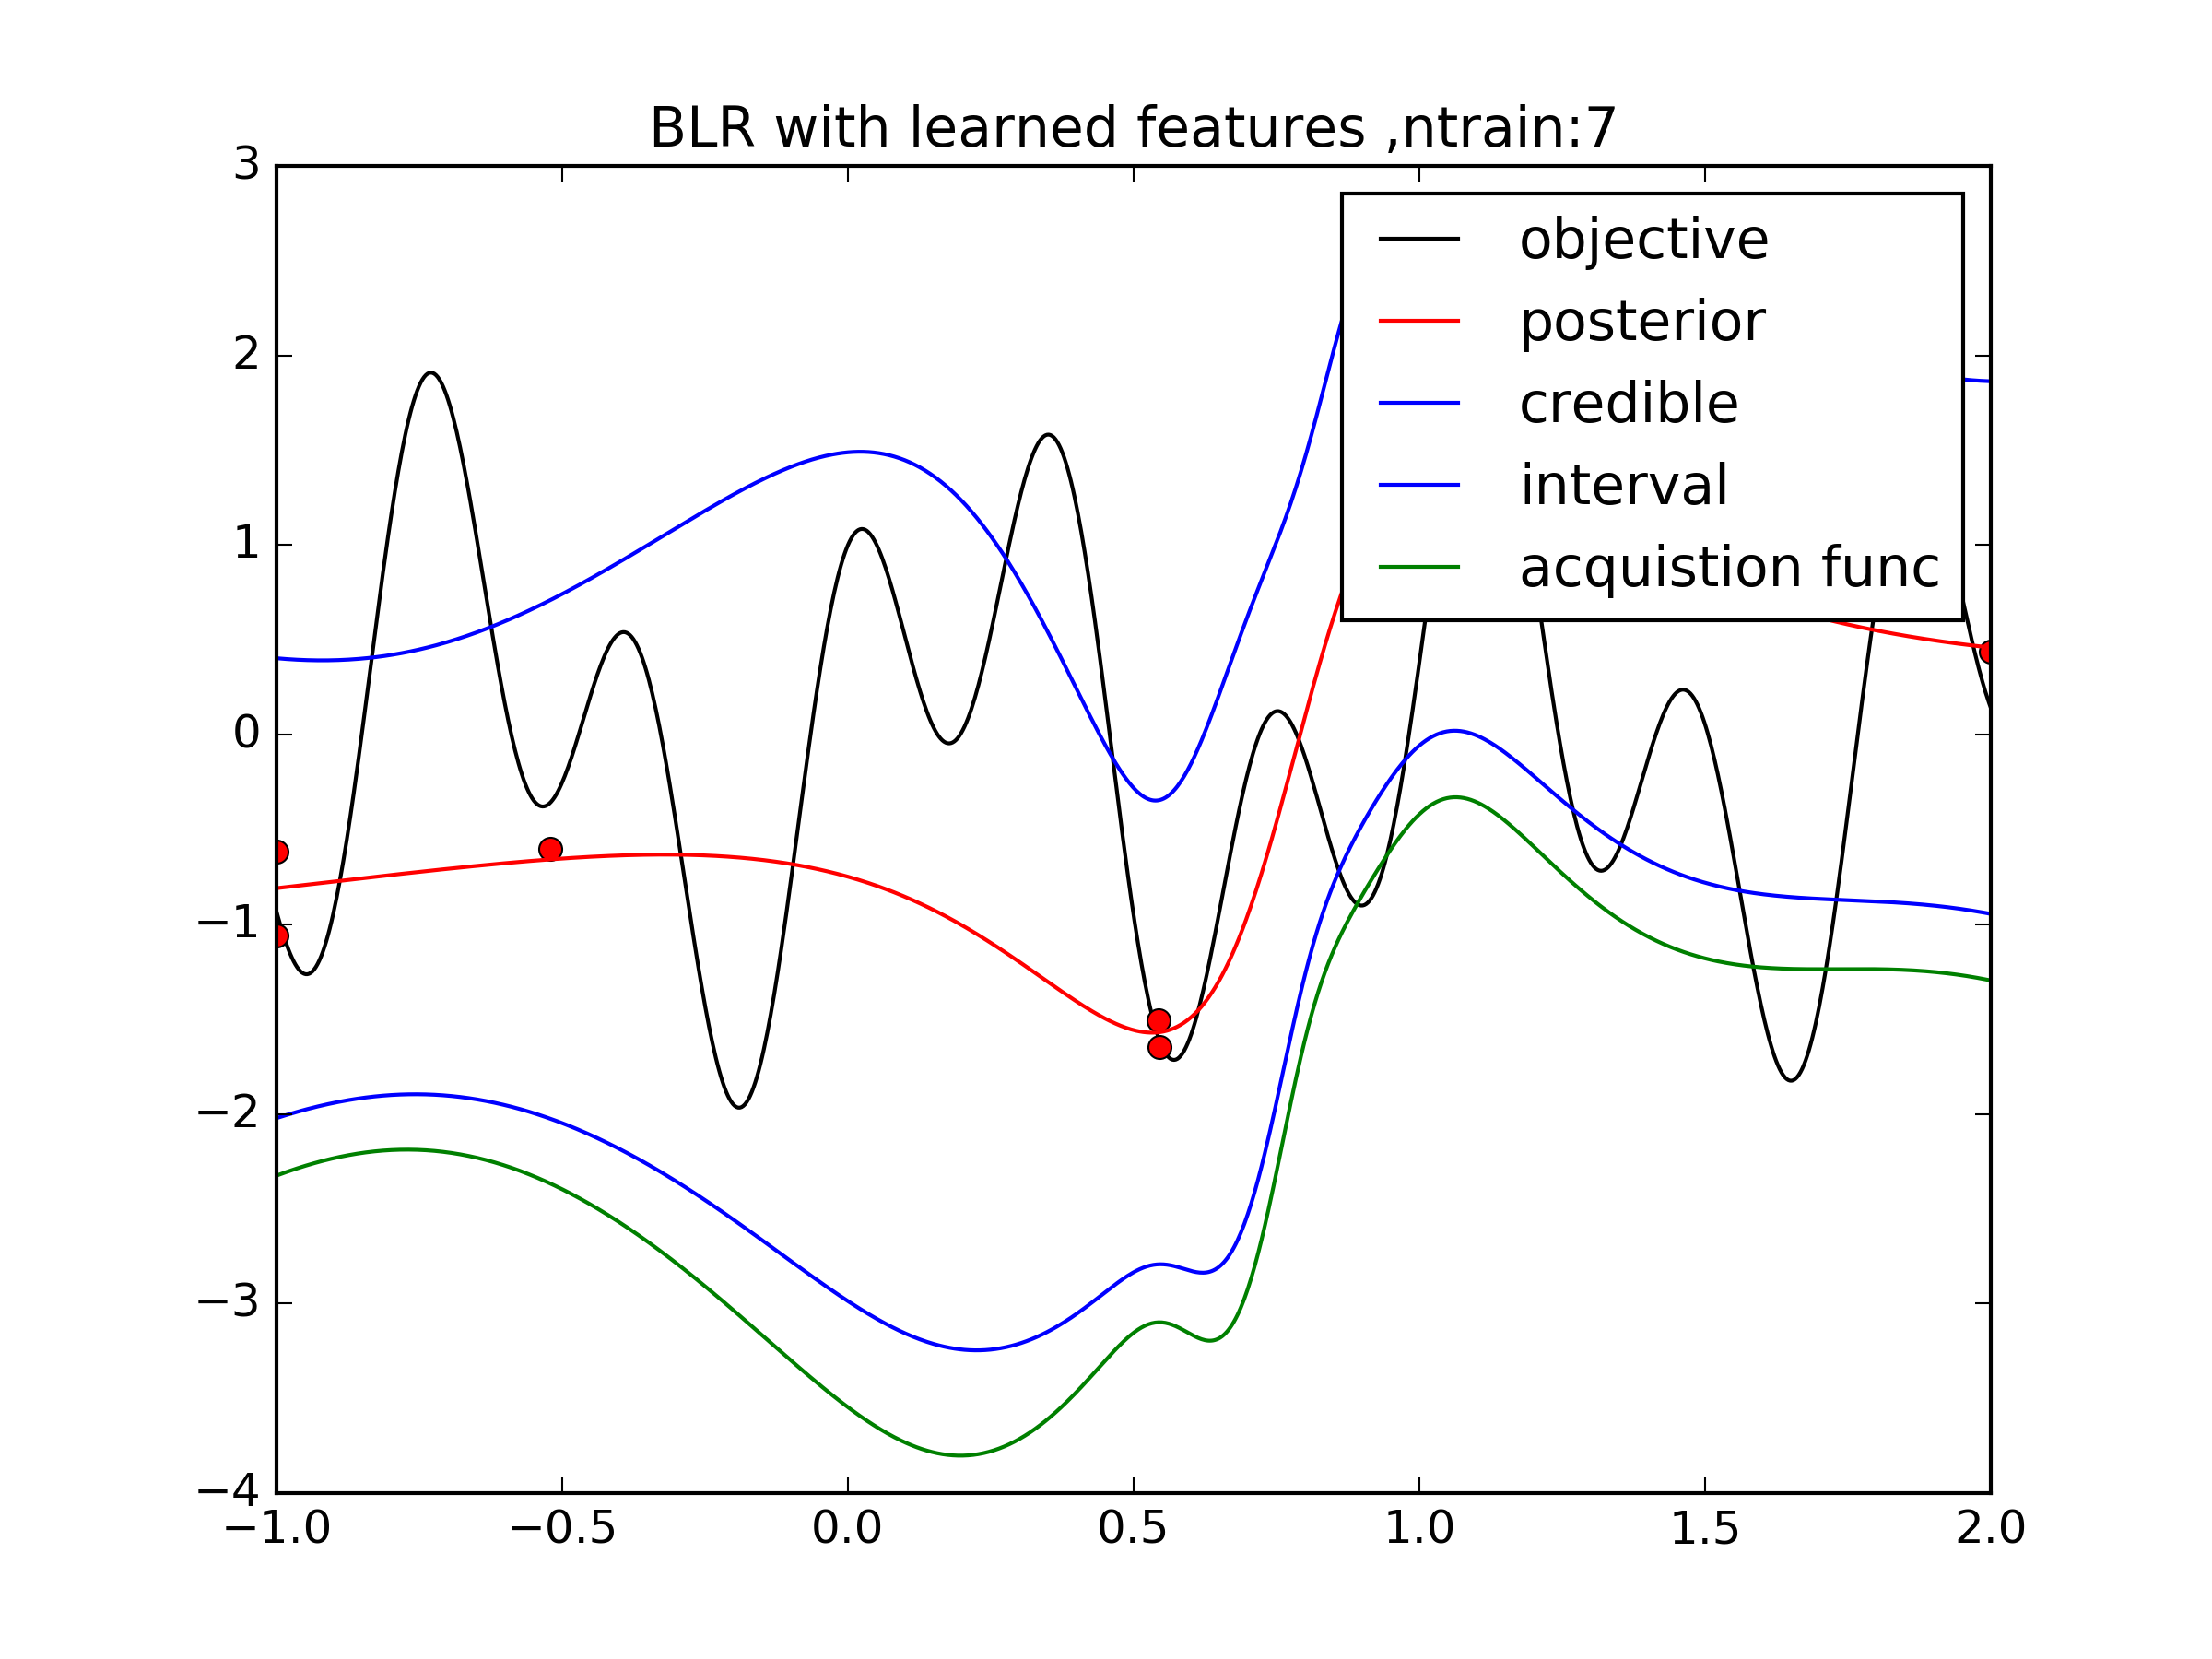 BLR with learned features ,ntrain:7
3
2
1
0
−1
−2
−3
−4
objective
posterior
credible
interval
acquistion func
−1.0 −0.5 0.0 0.5 1.0 1.5 2.0